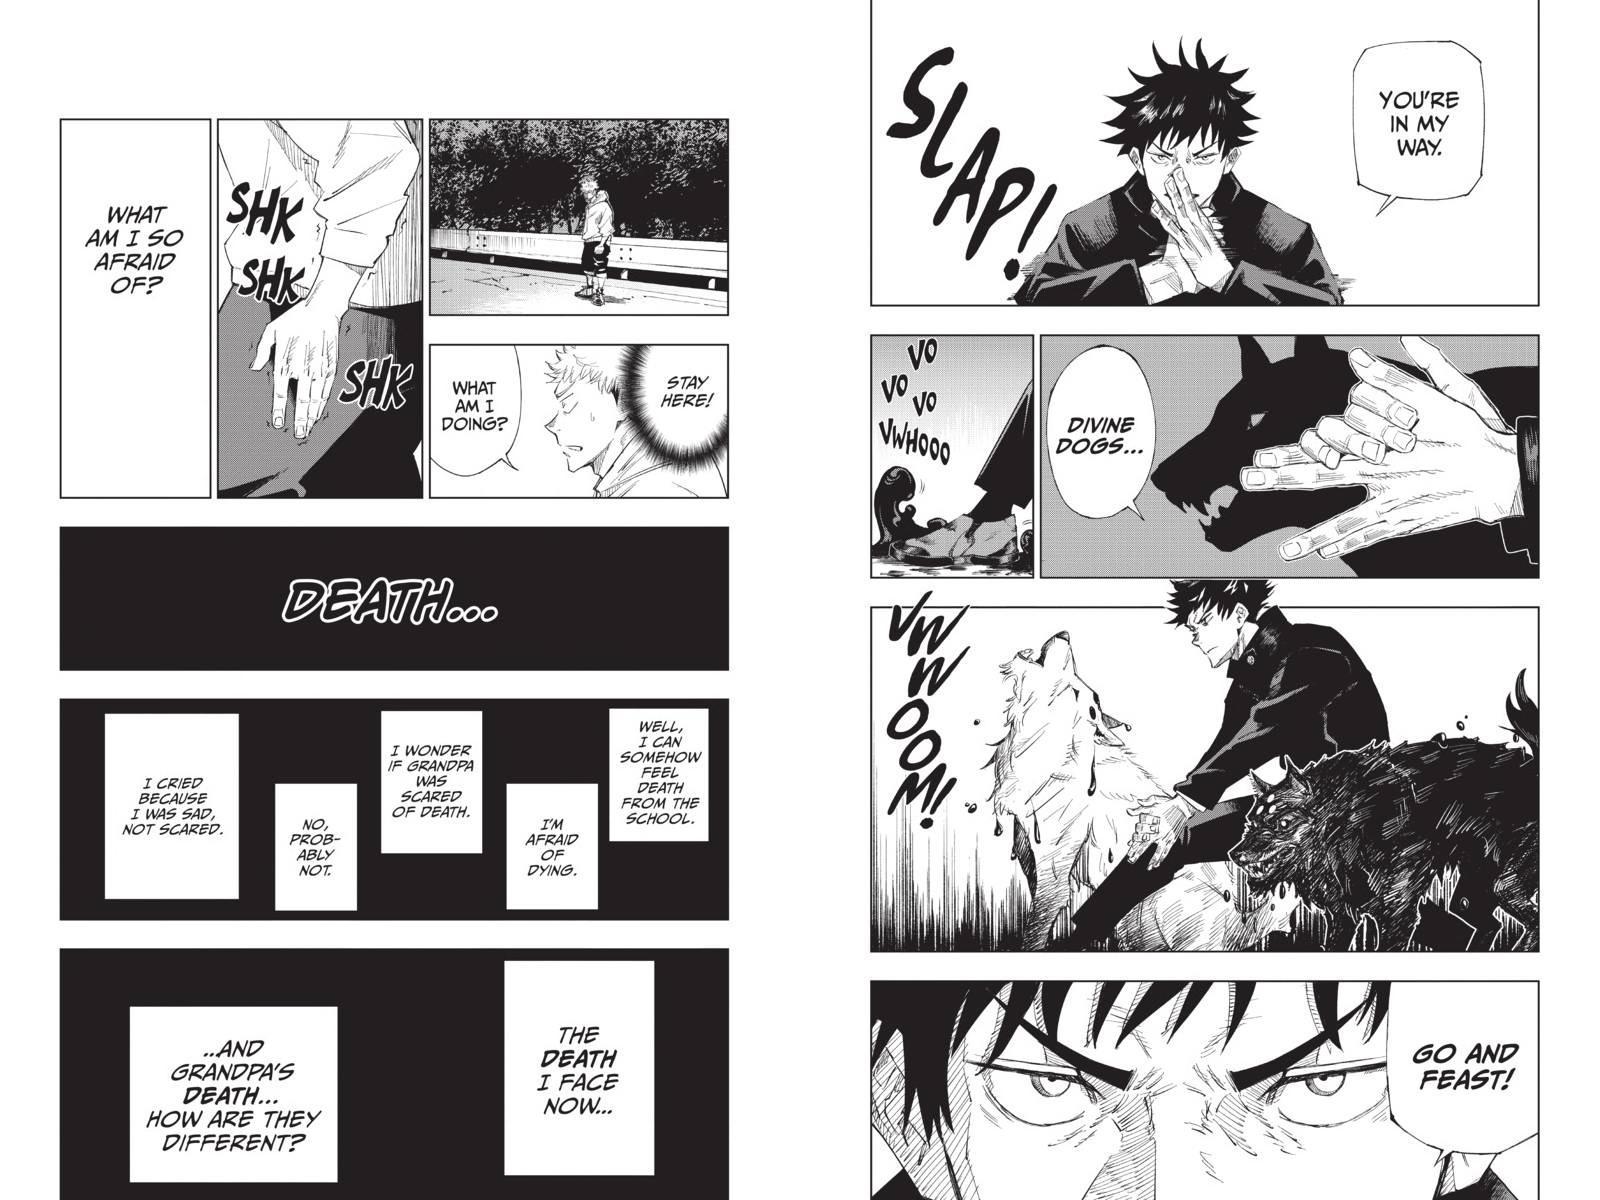 YOU'RE
IN MY
WAY.
SLAP!
DIVINE
DOGS...
VO
VO
VO
VWHOOO
VWWOOM!
GO AND
FEAST!
STAY
HERE!
WHAT
AM I
DOING?
SHK
SHK
SHK
WHAT
AM I SO
AFRAID
OF?
DEATH...
WELL,
I CAN
SOMEHOW
FEEL
DEATH
FROM THE
SCHOOL.
I'M
AFRAID
OF
DYING.
I WONDER
IF GRANDPA
WAS
SCARED
OF DEATH.
NO,
PROB-
ABLY
NOT.
I CRIED
BECAUSE
I WAS SAD,
NOT SCARED.
THE
DEATH
I FACE
NOW...
...AND
GRANDPA'S
DEATH...
HOW ARE THEY
DIFFERENT?